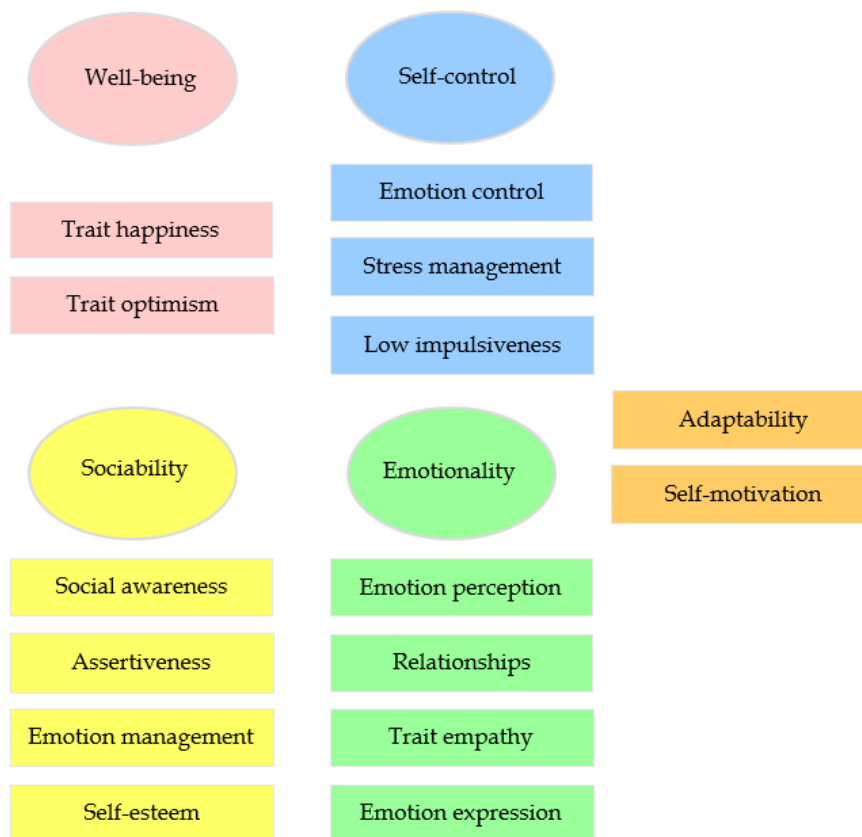 Well-being
Self-control
Trait happiness
Trait optimism
Emotion control
Stress management
Low impulsiveness
Sociability
Social awareness
Assertiveness
Emotion management
Self-esteem
Emotionality
Emotion perception
Relationships
Trait empathy
Emotion expression
Adaptability
Self-motivation